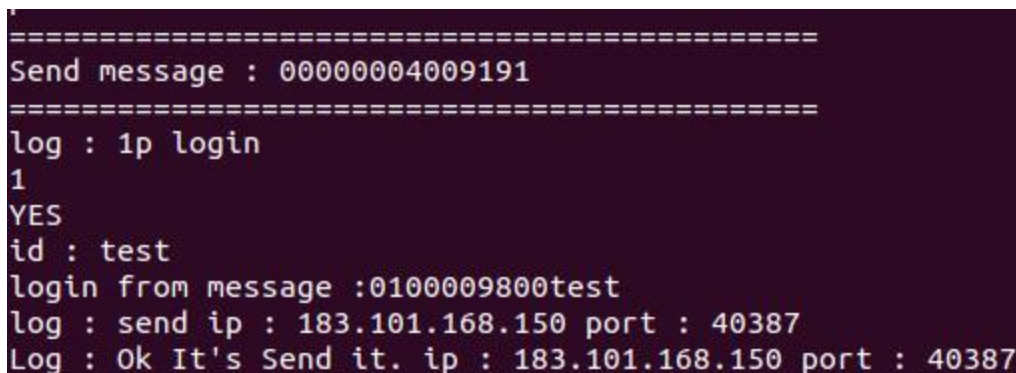 =============================================
Send message : 00000004009191
=============================================
log : 1p login
1
YES
id : test
login from message :0100009800test
log : send ip : 183.101.168.150 port : 40387
Log : Ok It's Send it. ip : 183.101.168.150 port : 40387